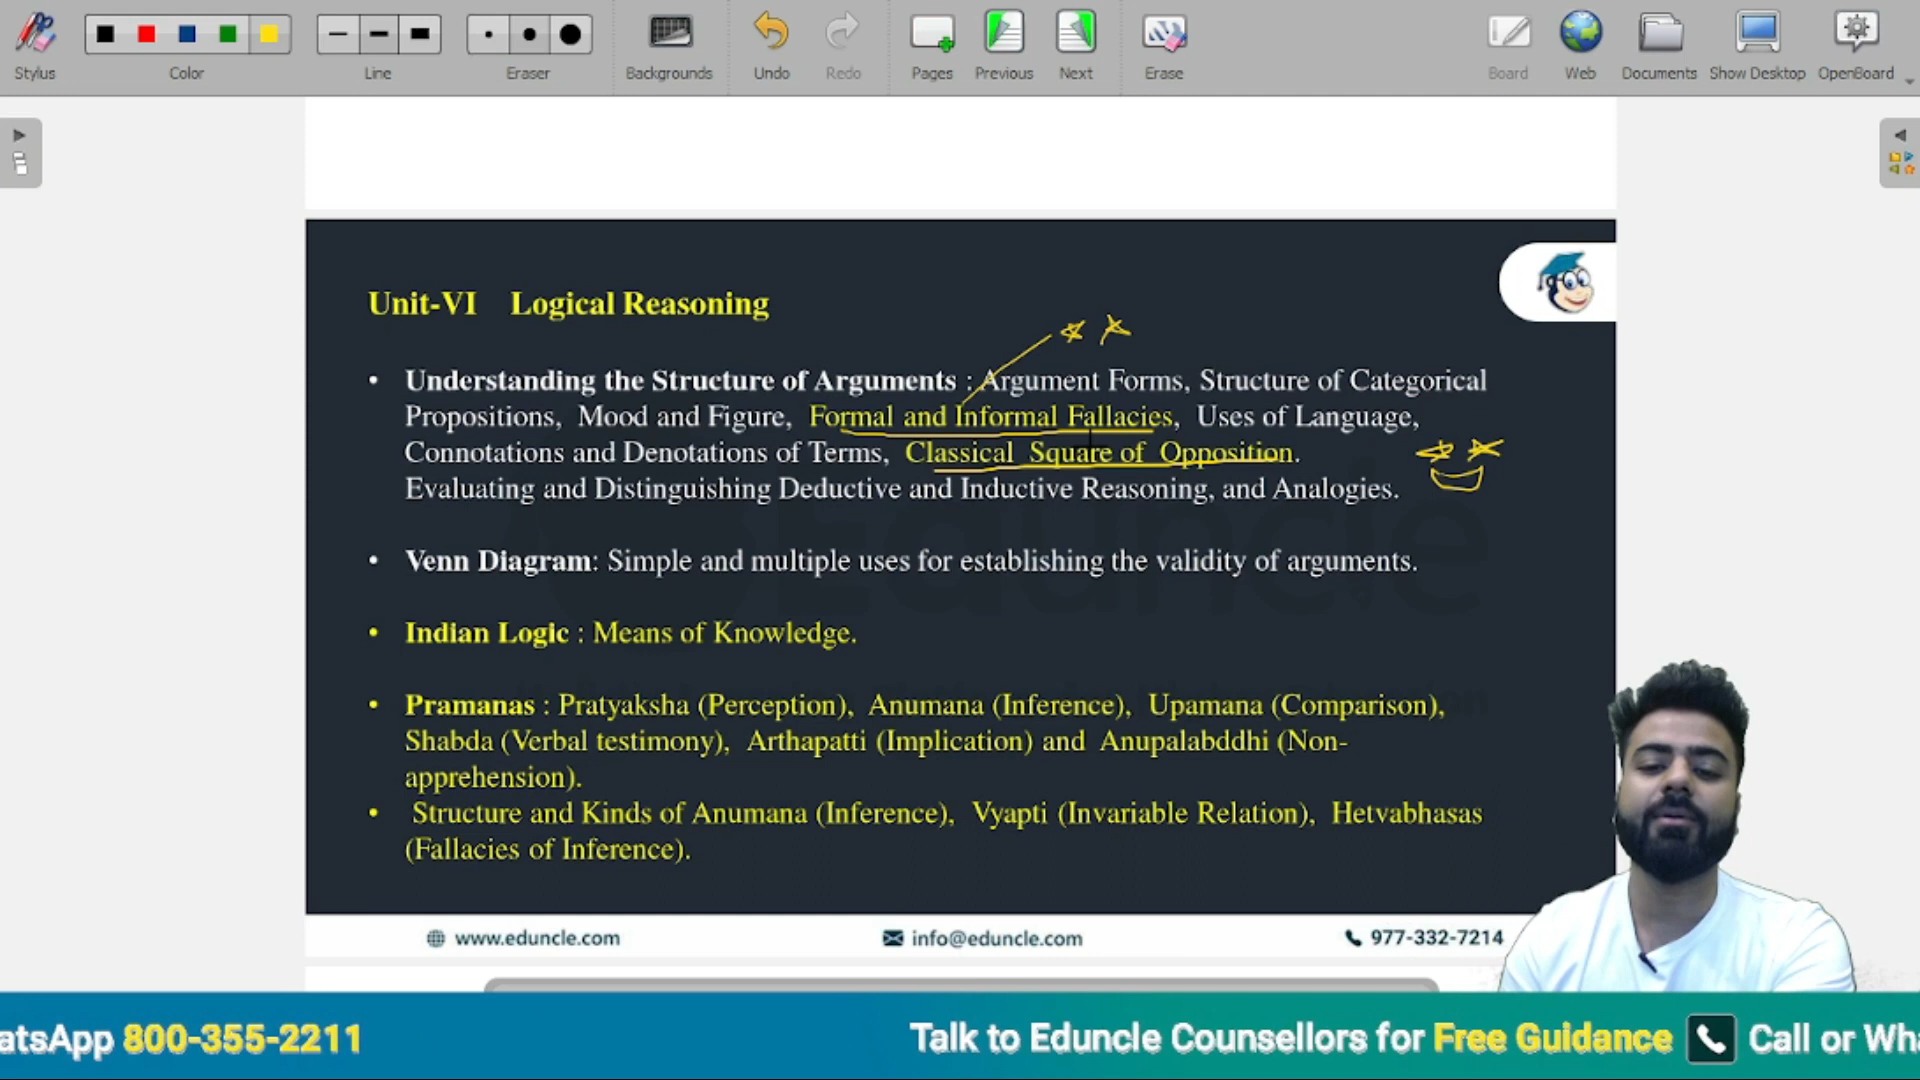 Stylus
Color
Line
Eraser
Backgrounds
Undo
Redo
Pages
Previous
Next
Erase
Board
Web
Documents
Show Desktop
OpenBoard
Unit-VI Logical Reasoning
• Understanding the Structure of Arguments : Argument Forms, Structure of Categorical
Propositions, Mood and Figure, Formal and Informal Fallacies, Uses of Language,
Connotations and Denotations of Terms, Classical Square of Opposition.
Evaluating and Distinguishing Deductive and Inductive Reasoning, and Analogies.
• Venn Diagram: Simple and multiple uses for establishing the validity of arguments.
• Indian Logic : Means of Knowledge.
• Pramanas : Pratyaksha (Perception), Anumana (Inference), Upamana (Comparison),
Shabda (Verbal testimony), Arthapatti (Implication) and Anupalabddhi (Non-
apprehension).
• Structure and Kinds of Anumana (Inference), Vyapti (Invariable Relation), Hetvabhasas
(Fallacies of Inference).
www.eduncle.com
info@eduncle.com
977-332-7214
atsApp 800-355-2211
Talk to Eduncle Counsellors for Free Guidance
Call or Wha